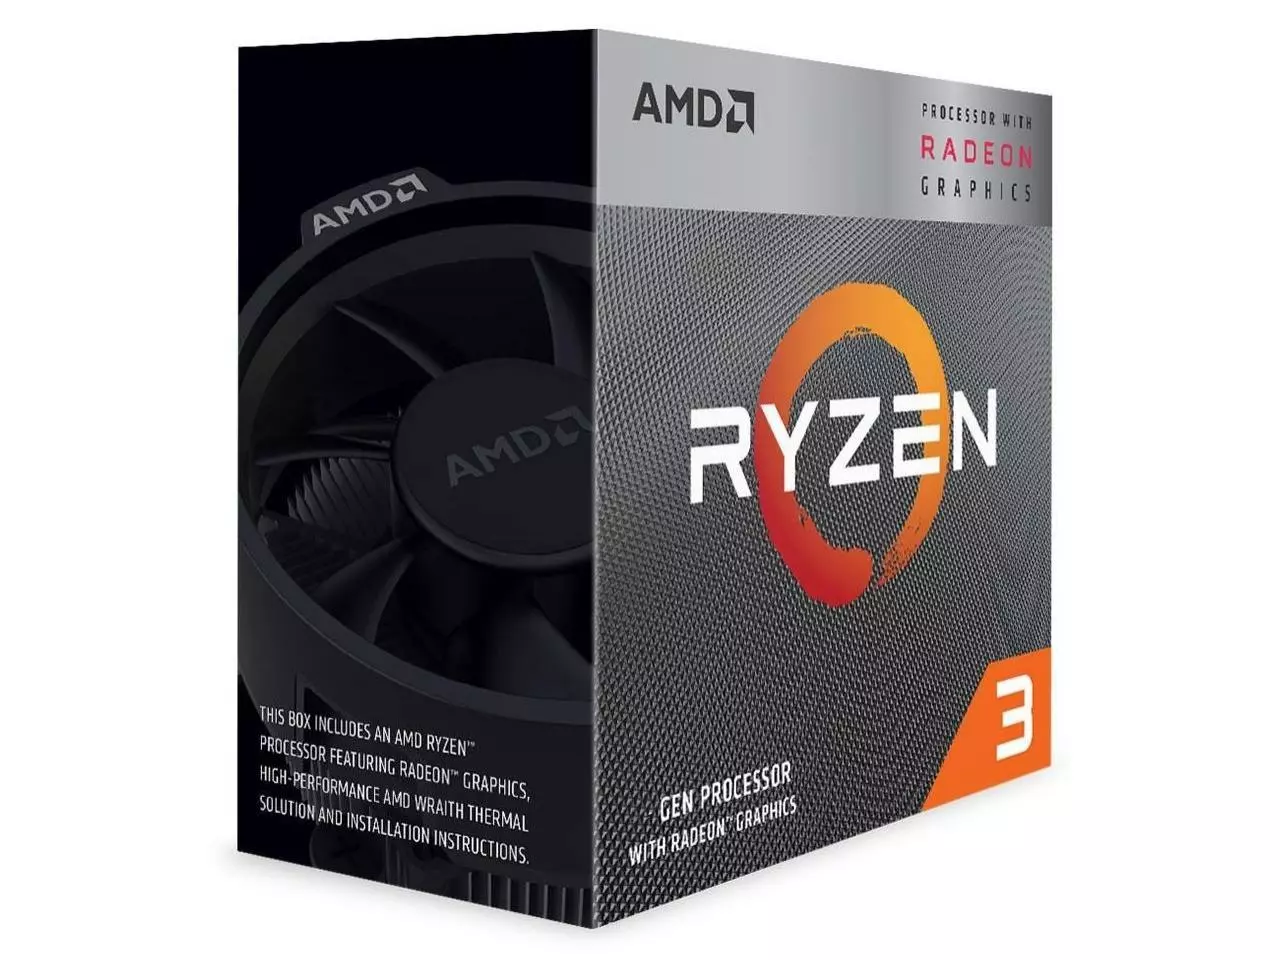 AMD
AMD
THIS BOX INCLUDES AN AMD RYZEN™
PROCESSOR FEATURING RADEON™ GRAPHICS,
HIGH-PERFORMANCE AMD WRAITH THERMAL
SOLUTION AND INSTALLATION INSTRUCTIONS.
AMD
PROCESSOR WITH
RADEON
GRAPHICS
RYZEN
3
GEN PROCESSOR
WITH RADEON™ GRAPHICS